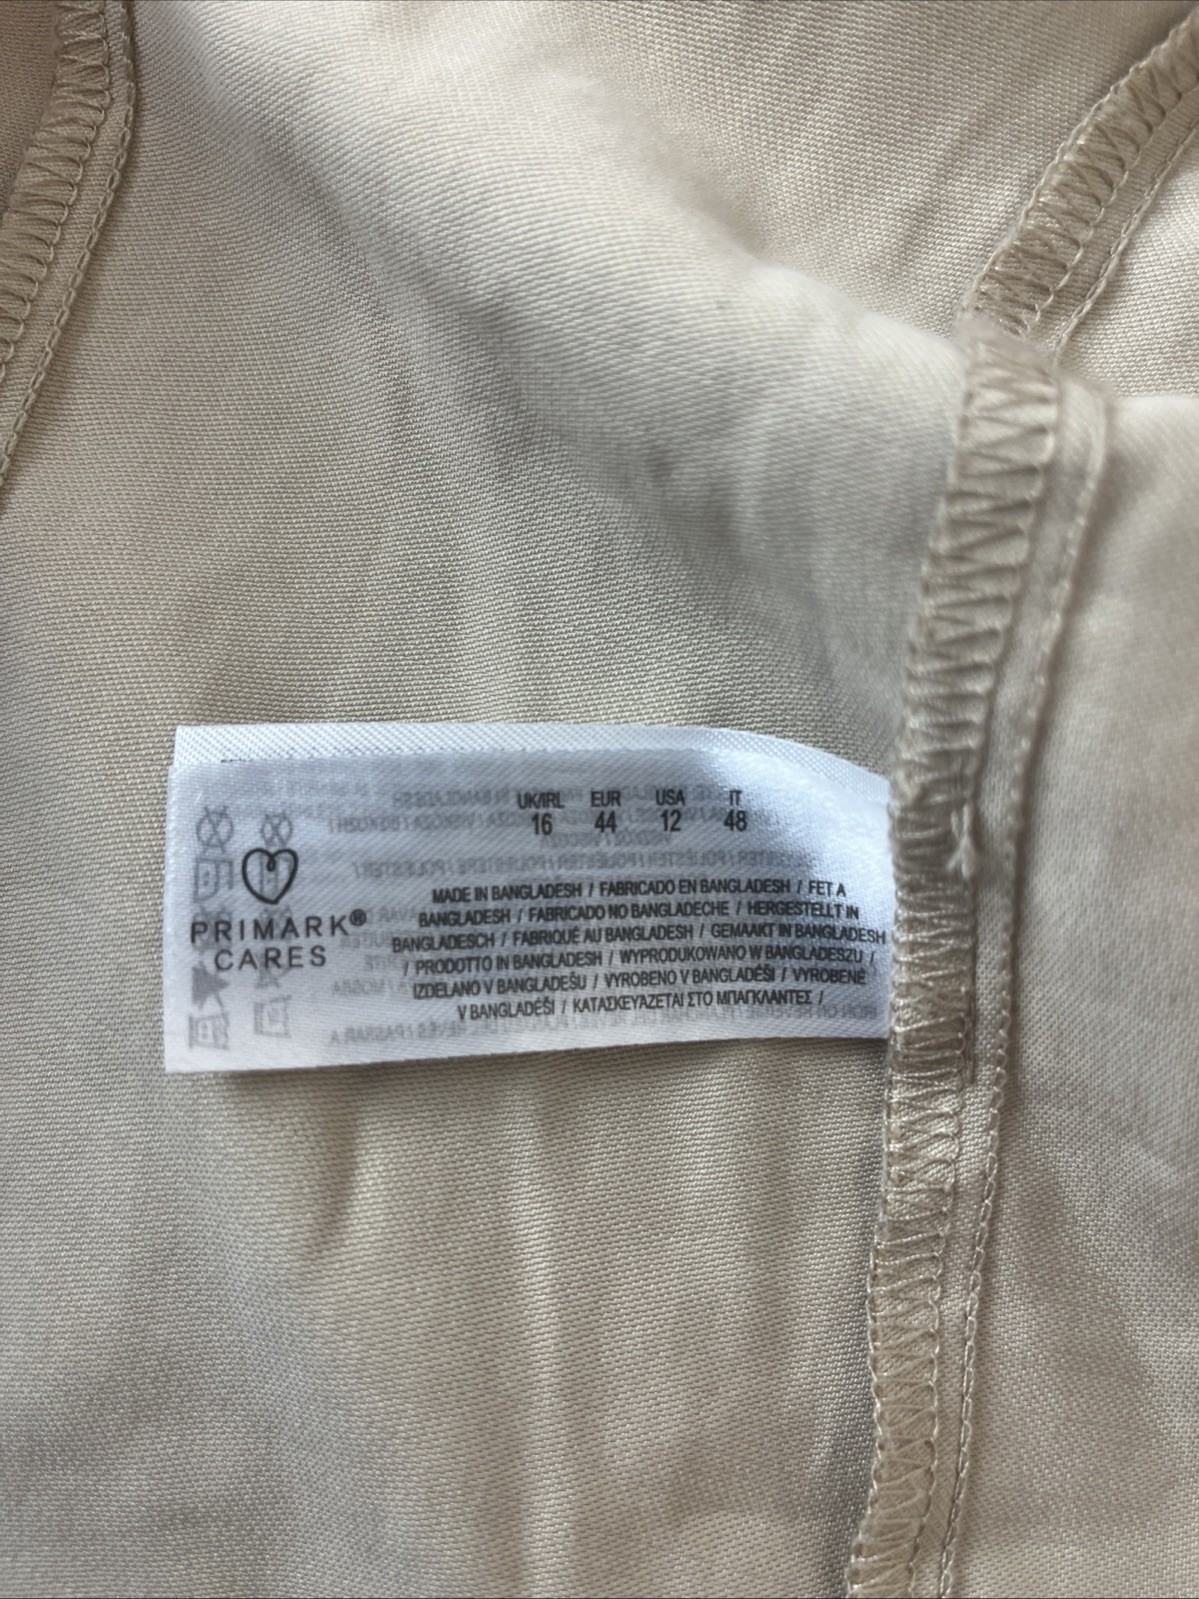 UK/IRL EUR USA IT
16 44 12 48
PRIMARK®
CARES
MADE IN BANGLADESH / FABRICADO EN BANGLADESH / FET A
BANGLADESH / FABRICADO NO BANGLADECHE / HERGESTELLT IN
BANGLADESCH / FABRIQUÉ AU BANGLADESH / GEMAAKT IN BANGLADESH
/ PRODOTTO IN BANGLADESH / WYPRODUKOWANO W BANGLADESZU /
IZDELANO V BANGLADEŠU / VYROBENO V BANGLADÉŠI / VYROBENÉ
V BANGLADÉŠI / ΚΑΤΑΣΚΕΥΑΖΕΤΑΙ ΣΤΟ ΜΠΑΓΚΛΑΝΤΕΣ /